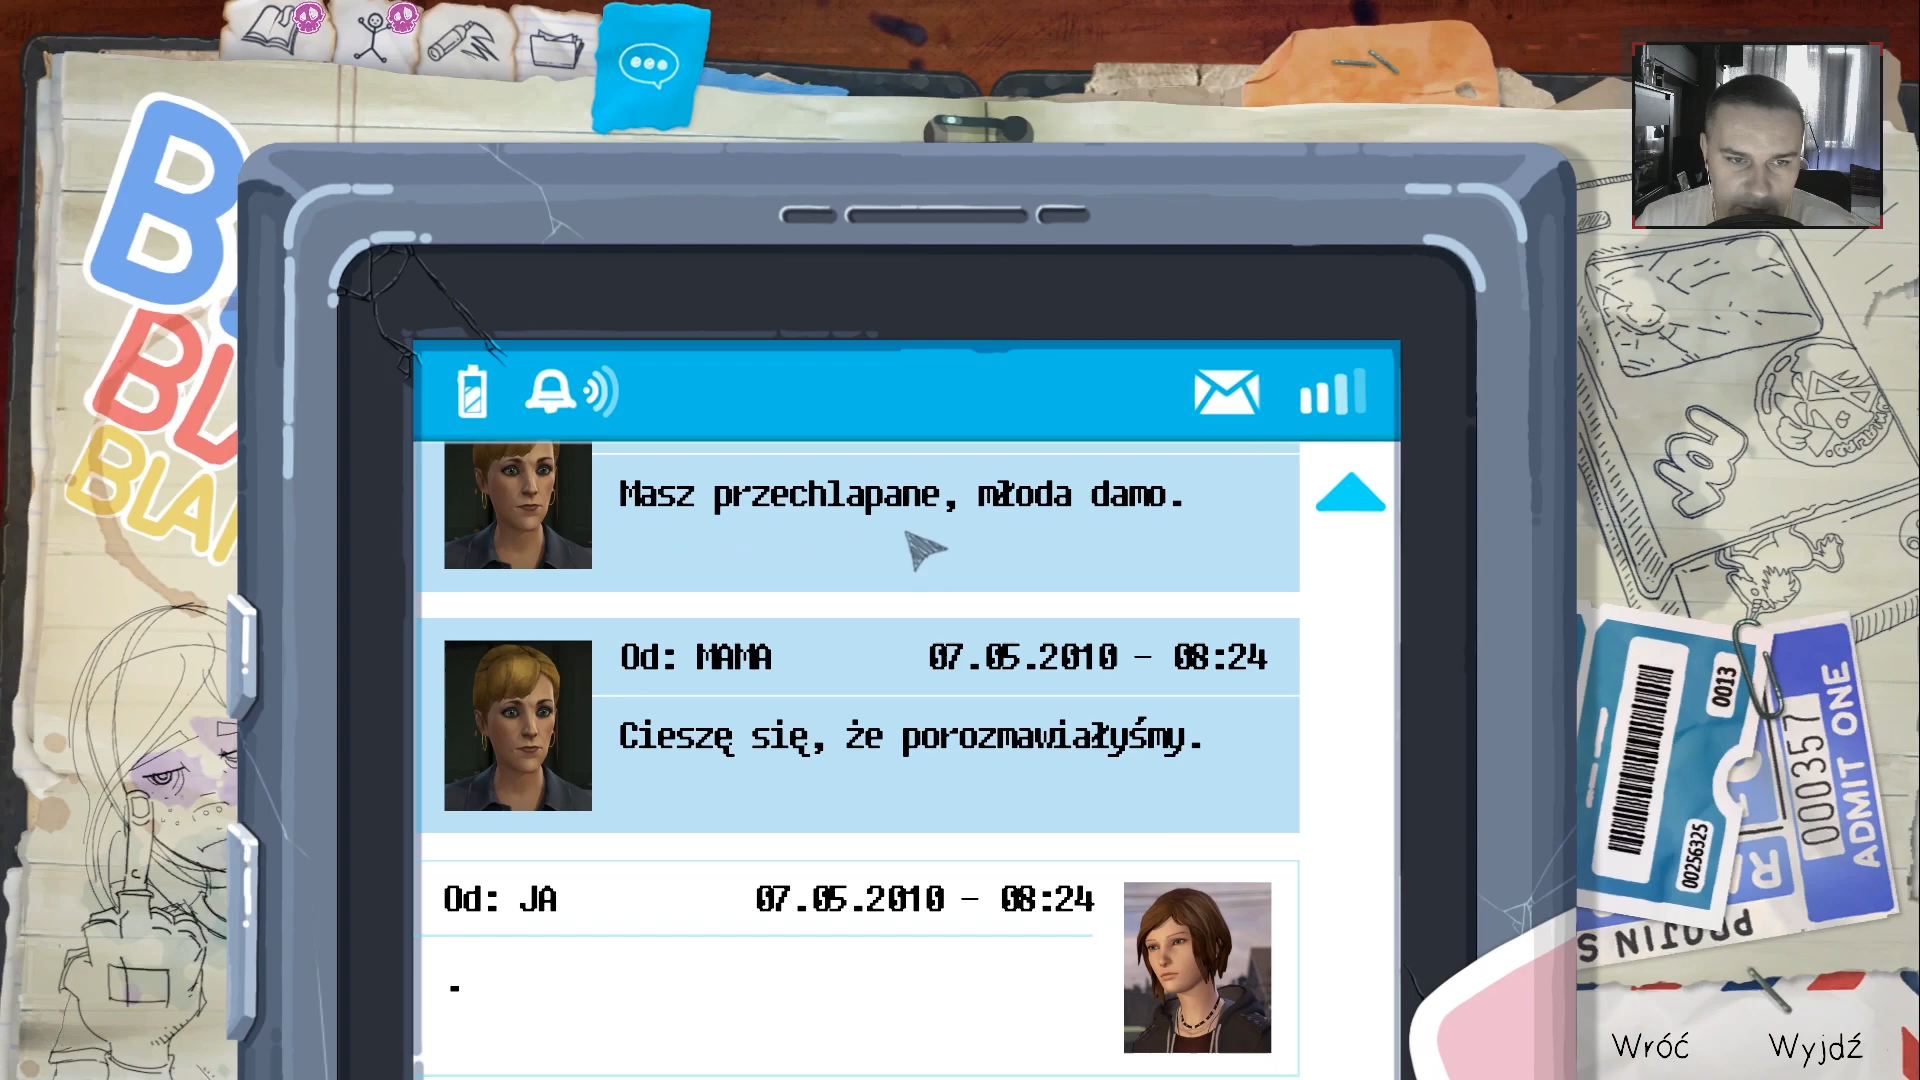 Masz przechlapane, młoda damo.
Od: MAMA 07.05.2010 - 08:24
Cieszę się, że porozmawiałyśmy.
Od: JA 07.05.2010 - 08:24
.
0013
00256325
000357
ADMIT ONE
Wróć Wyjdź